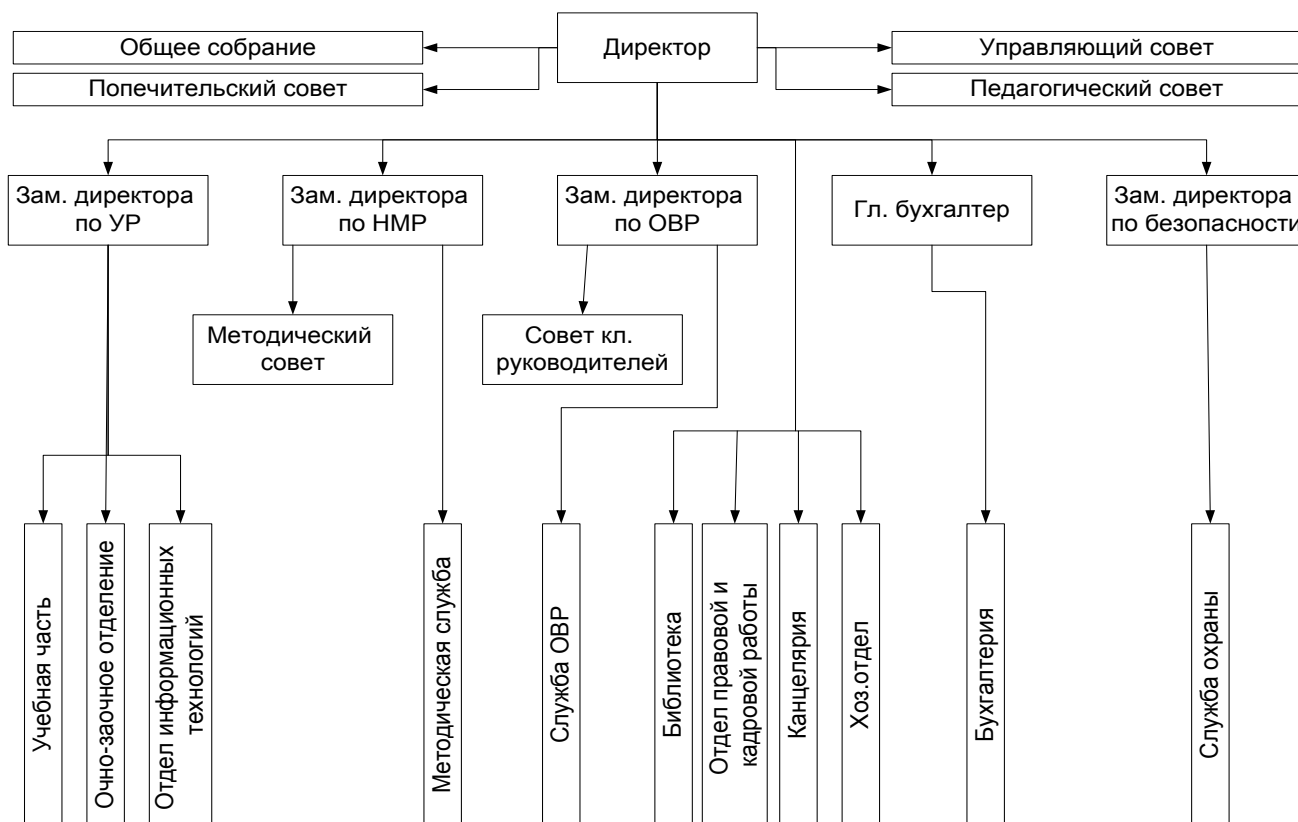 Общее собрание
Директор
Управляющий совет
Попечительский совет
Педагогический совет
Зам. директора
по УР
Зам. директора
по НМР
Зам. директора
по ОВР
Гл. бухгалтер
Зам. директора
по безопасности
Методический
совет
Совет кл.
руководителей
Учебная часть
Очно-заочное отделение
Отдел информационных
технологий
Методическая служба
Служба ОВР
Библиотека
Отдел правовой и
кадровой работы
Канцелярия
Хоз.отдел
Бухгалтерия
Служба охраны